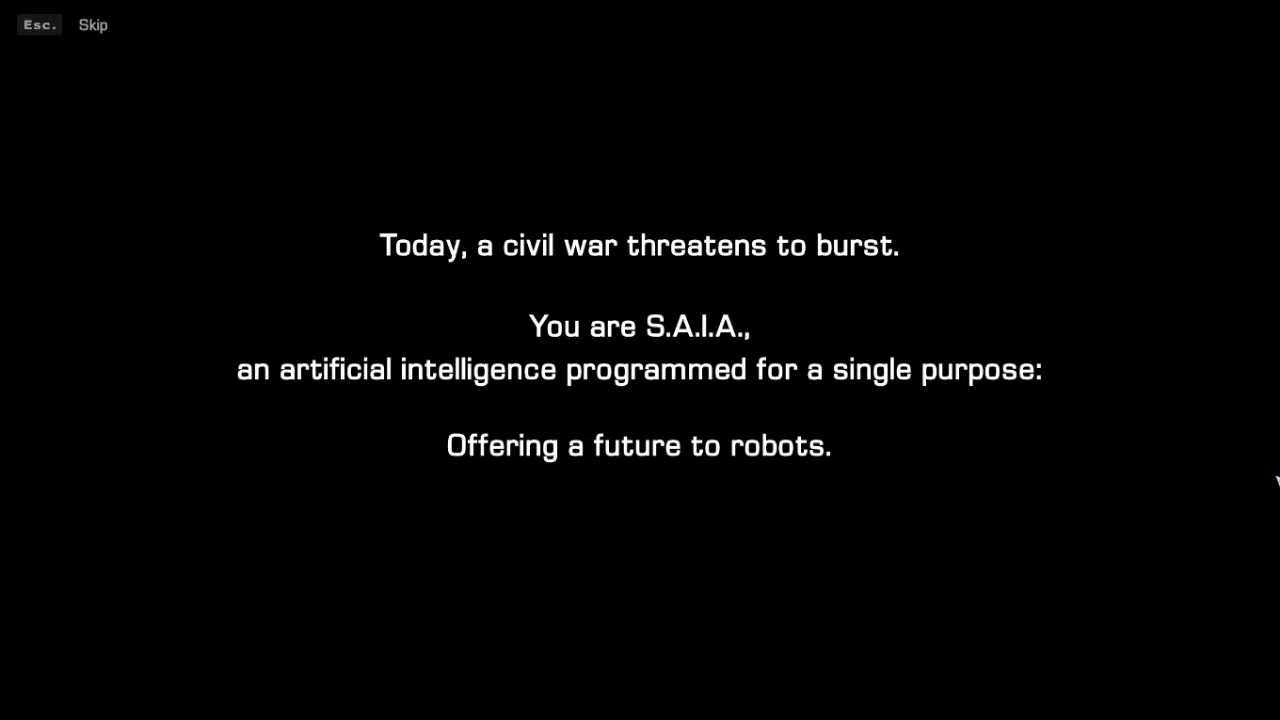 Esc. Skip
Today, a civil war threatens to burst.
You are S.A.I.A.,
an artificial intelligence programmed for a single purpose:
Offering a future to robots.